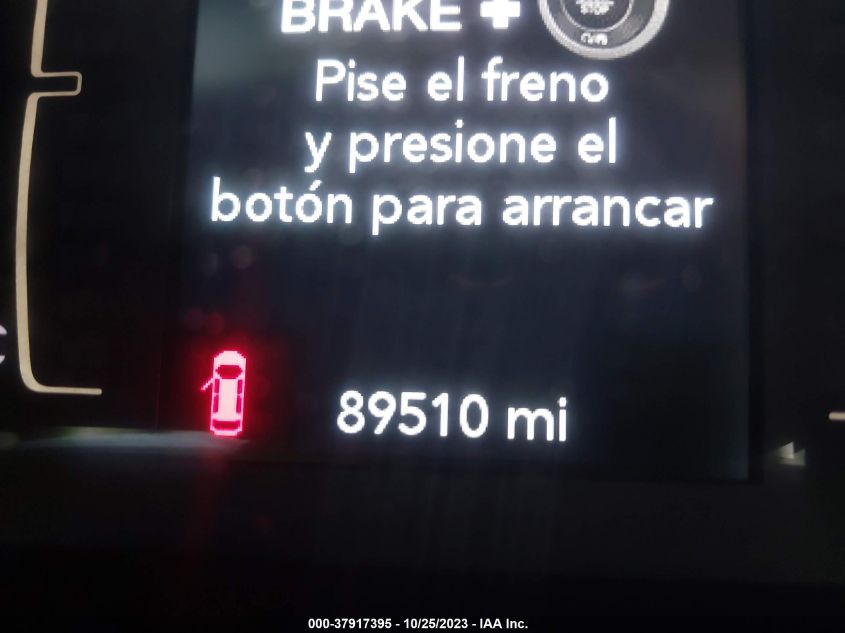 BRAKE +
Pise el freno
y presione el
botón para arrancar
89510 mi
000-37917395 - 10/25/2023 - IAA Inc.